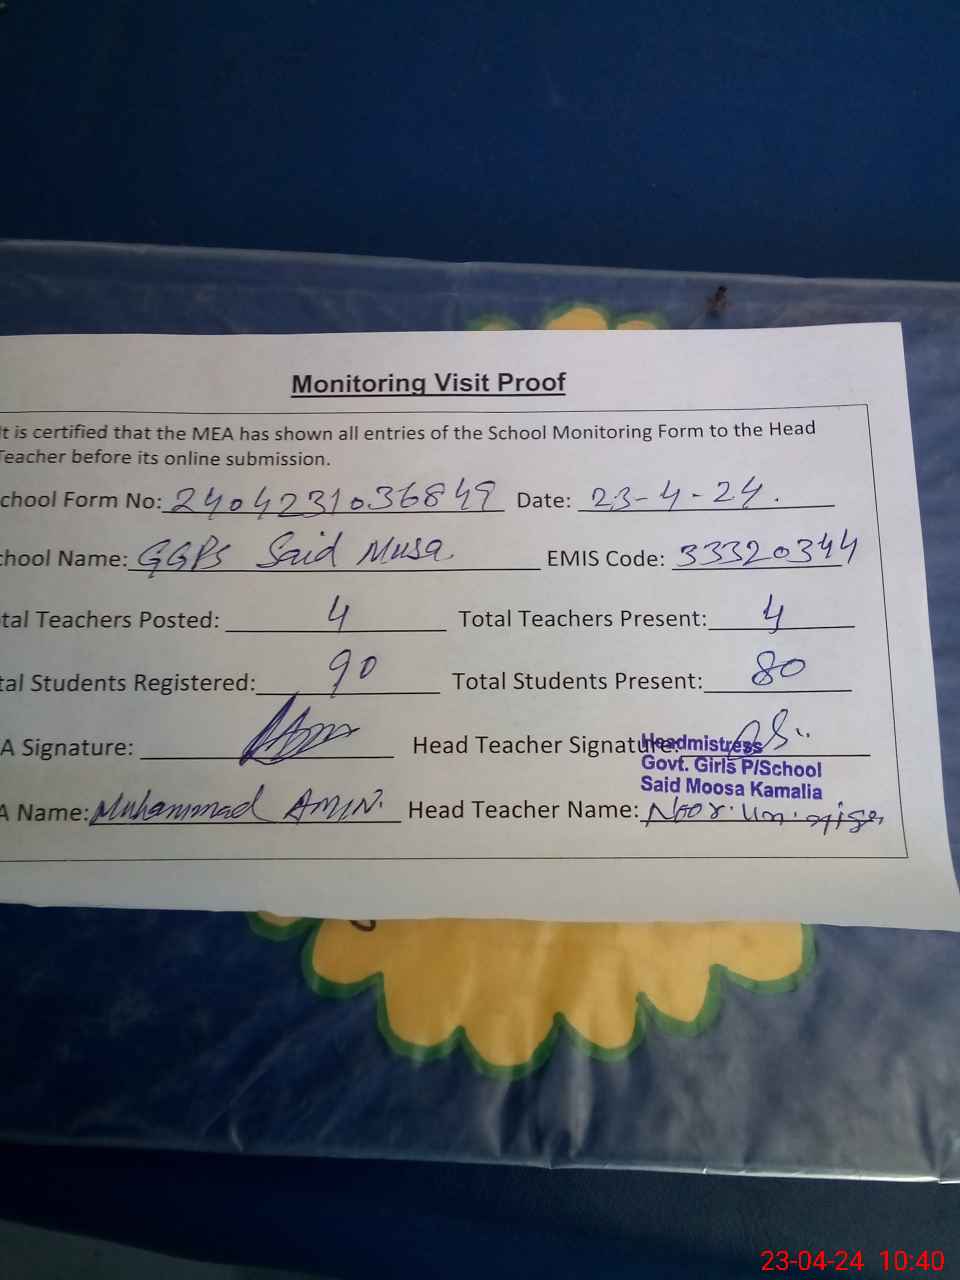 Monitoring Visit Proof
It is certified that the MEA has shown all entries of the School Monitoring Form to the Head
Teacher before its online submission.
chool Form No: 2404231036849 Date: 23-4-24.
chool Name: GGPS Said Musa EMIS Code: 33320344
tal Teachers Posted: 4 Total Teachers Present: 4
tal Students Registered: 90 Total Students Present: 80
A Signature: Head Teacher Signature:
Headmistress
Govt. Girls P/School
Said Moosa Kamalia
A Name: Muhammad AMIN. Head Teacher Name: Noor
23-04-24 10:40